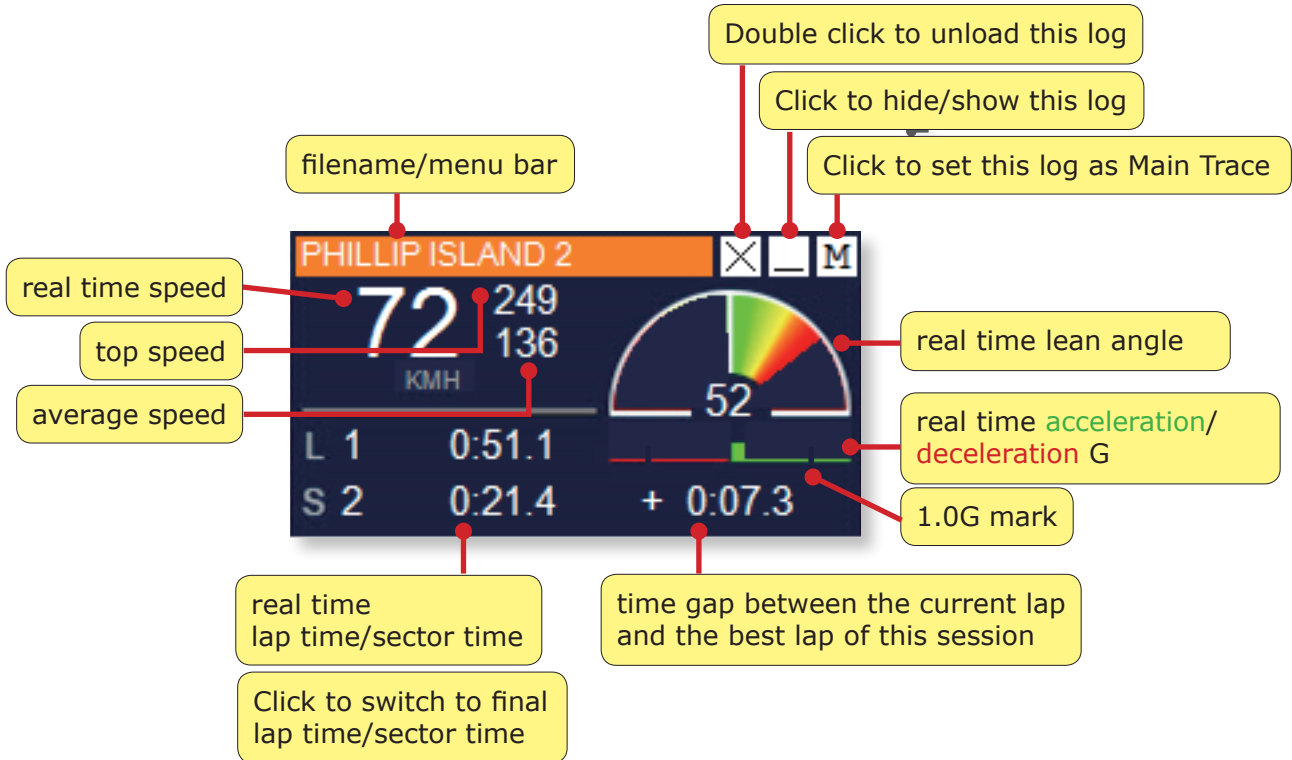 Double click to unload this log
Click to hide/show this log
filename/menu bar
Click to set this log as Main Trace
PHILLIP ISLAND 2
M
real time speed
72
249
top speed
136
KMH
real time lean angle
52
average speed
real time acceleration/
deceleration G
L 1 0:51.1
S 2 0:21.4 + 0:07.3
1.0G mark
real time
lap time/sector time
time gap between the current lap
and the best lap of this session
Click to switch to final
lap time/sector time